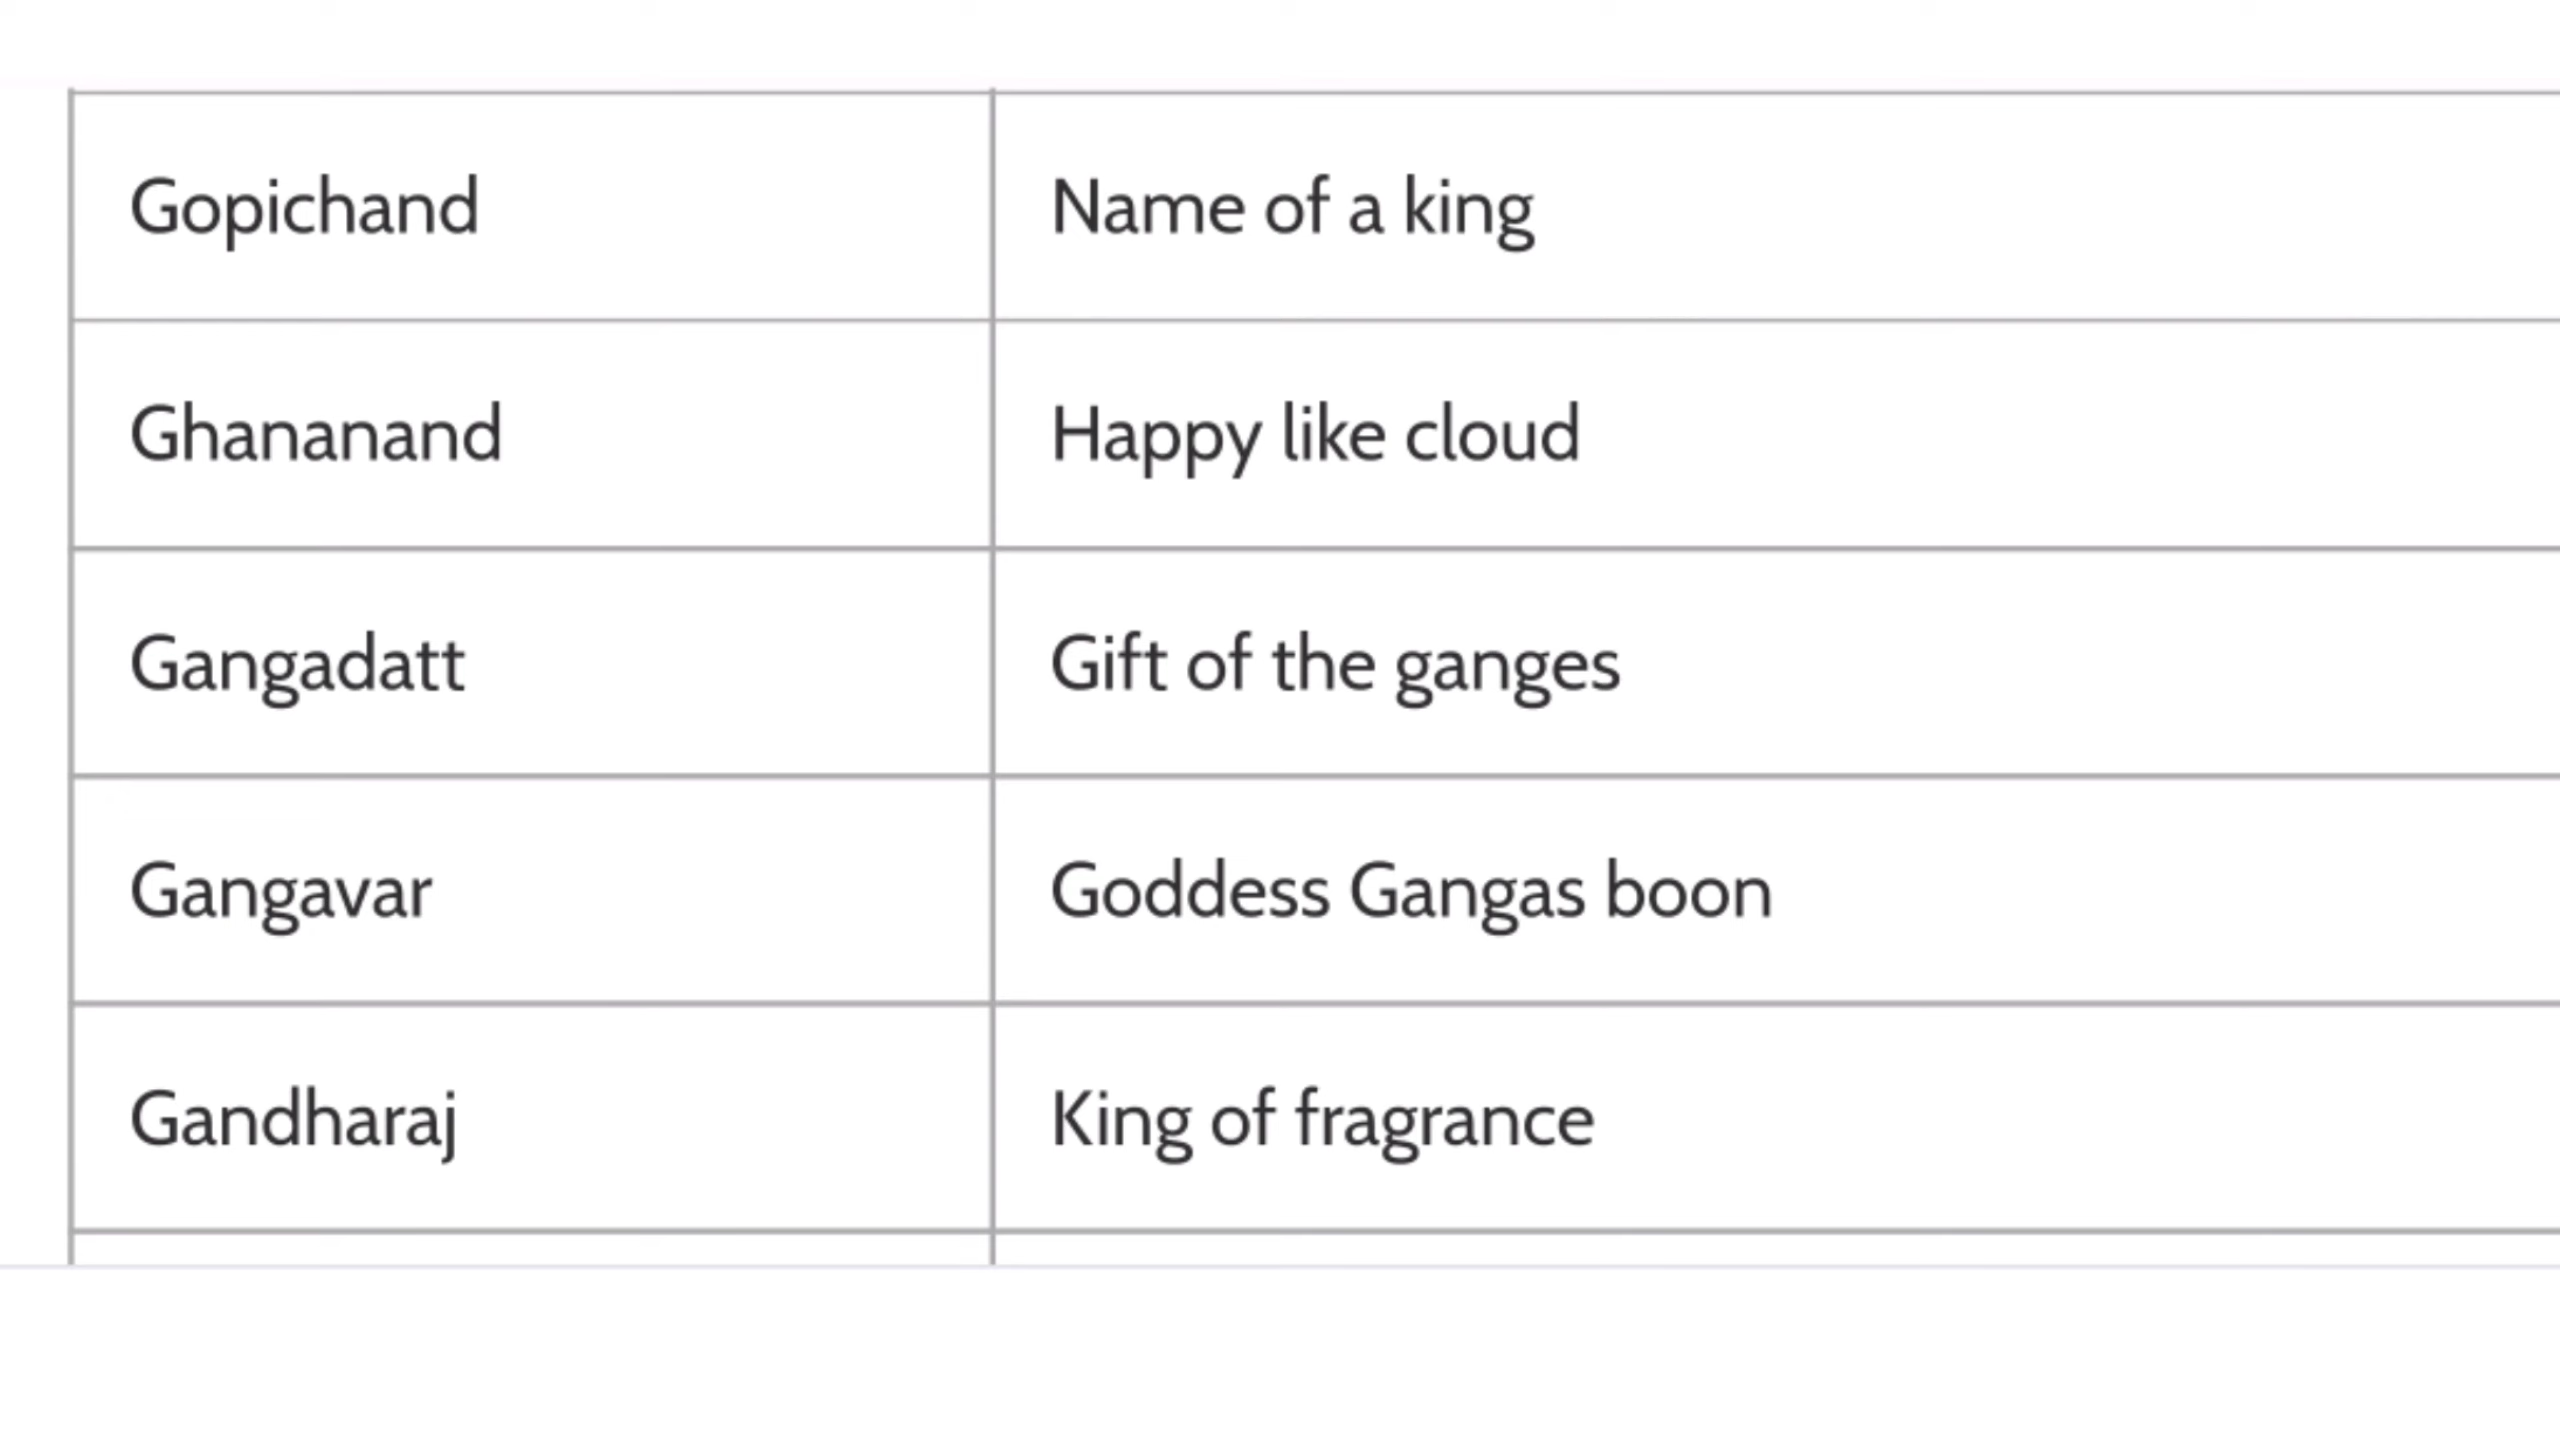 Gopichand Name of a king
Ghananand Happy like cloud
Gangadatt Gift of the ganges
Gangavar Goddess Gangas boon
Gandharaj King of fragrance